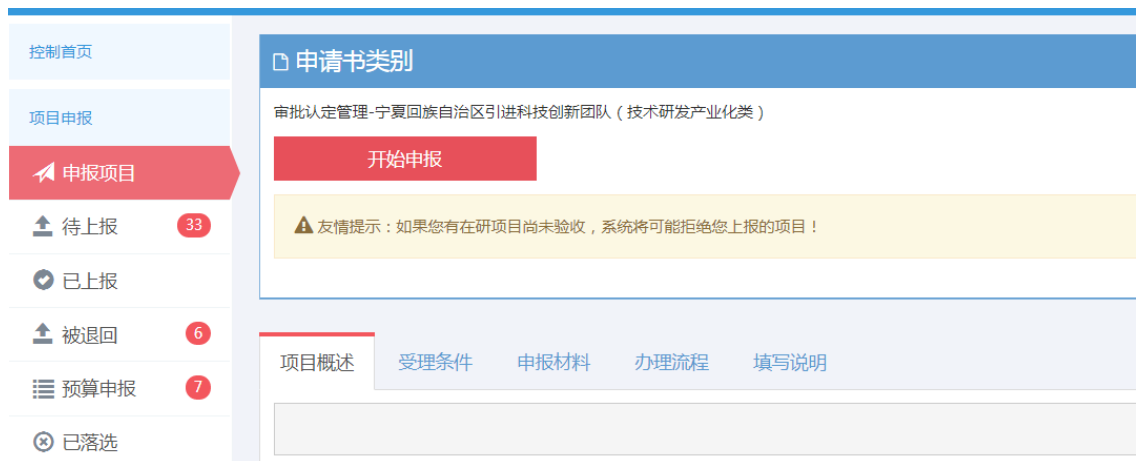 控制首页
项目申报
申报项目
待上报 33
已上报
被退回 6
预算申报 7
已落选
申请书类别
审批认定管理-宁夏回族自治区引进科技创新团队（技术研发产业化类）
开始申报
友情提示：如果您有在研项目尚未验收，系统将可能拒绝您上报的项目！
项目概述 受理条件 申报材料 办理流程 填写说明